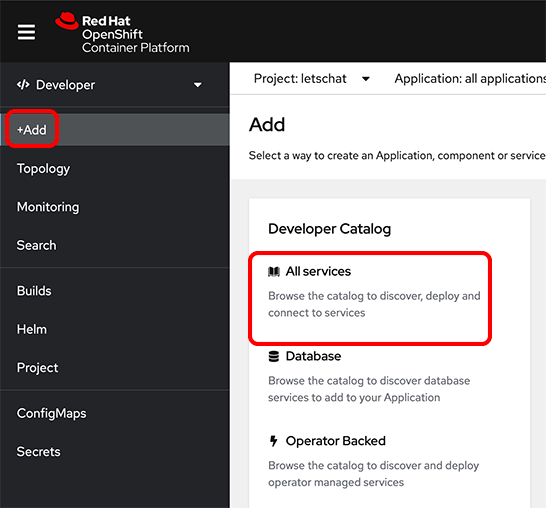 Red Hat
OpenShift
Container Platform
Developer
+Add
Topology
Monitoring
Search
Builds
Helm
Project
ConfigMaps
Secrets
Project: letschat
Application: all applications
Add
Select a way to create an Application, component or service
Developer Catalog
All services
Browse the catalog to discover, deploy and
connect to services
Database
Browse the catalog to discover database
services to add to your Application
Operator Backed
Browse the catalog to discover and deploy
operator managed services